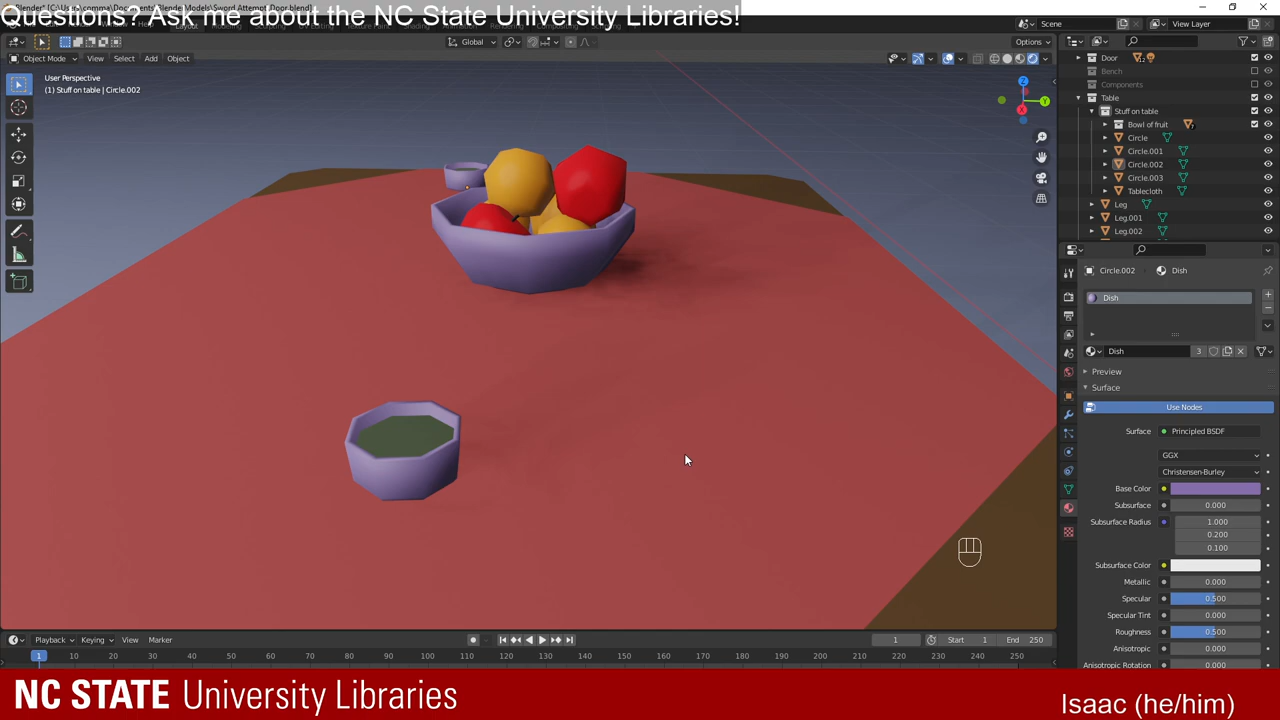 Questions? Ask me about the NC State University Libraries!
Scene
View Layer
Global
Options
Object Mode
View
Select
Add
Object
User Perspective
(1) Stuff on table | Circle.002
Door
Bench
Components
Table
Stuff on table
Bowl of fruit
Circle
Circle.001
Circle.002
Circle.003
Tablecloth
Leg
Leg.001
Leg.002
Circle.002
Dish
Dish
Dish
3
Preview
Surface
Use Nodes
Surface
Principled BSDF
GGX
Christensen-Burley
Base Color
Subsurface
0.000
Subsurface Radius
1.000
0.200
0.100
Subsurface Color
Metallic
0.000
Specular
0.500
Specular Tint
0.000
Roughness
0.500
Anisotropic
0.000
Anisotropic Rotation
0.000
Playback
Keying
View
Marker
1
Start
1
End
250
1
10
20
30
40
50
60
70
80
90
100
110
120
130
140
150
160
170
180
190
200
210
220
230
240
250
NC STATE University Libraries
Isaac (he/him)